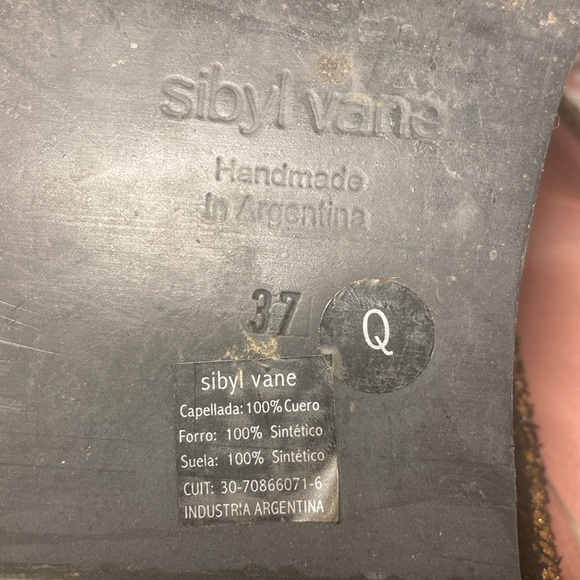 sibyl vane
Handmade
In Argentina
37
Q
sibyl vane
Capellada: 100% Cuero
Forro: 100% Sintético
Suela: 100% Sintético
CUIT: 30-70866071-6
INDUSTRIA ARGENTINA